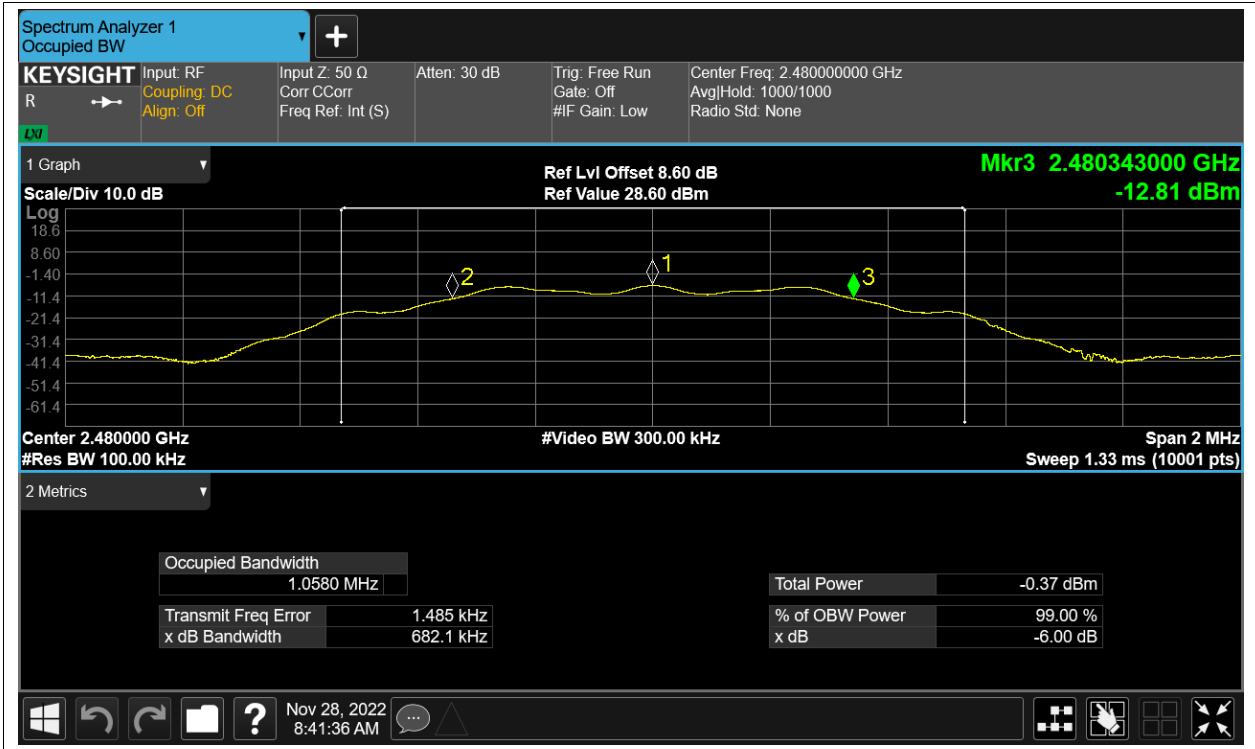 Spectrum Analyzer 1
Occupied BW
KEYSIGHT
R
LXI
Input: RF
Coupling: DC
Align: Off
Input Z: 50 Ω
Corr CCorr
Freq Ref: Int (S)
Atten: 30 dB
Trig: Free Run
Gate: Off
#IF Gain: Low
Center Freq: 2.480000000 GHz
Avg|Hold: 1000/1000
Radio Std: None
1 Graph
Scale/Div 10.0 dB
Ref Lvl Offset 8.60 dB
Ref Value 28.60 dBm
Mkr3 2.480343000 GHz
-12.81 dBm
Log
18.6
8.60
-1.40
-11.4
-21.4
-31.4
-41.4
-51.4
-61.4
2
1
3
Center 2.480000 GHz
#Res BW 100.00 kHz
#Video BW 300.00 kHz
Span 2 MHz
Sweep 1.33 ms (10001 pts)
2 Metrics
Occupied Bandwidth
1.0580 MHz
Transmit Freq Error 1.485 kHz
x dB Bandwidth 682.1 kHz
Total Power -0.37 dBm
% of OBW Power 99.00 %
x dB -6.00 dB
?
Nov 28, 2022
8:41:36 AM